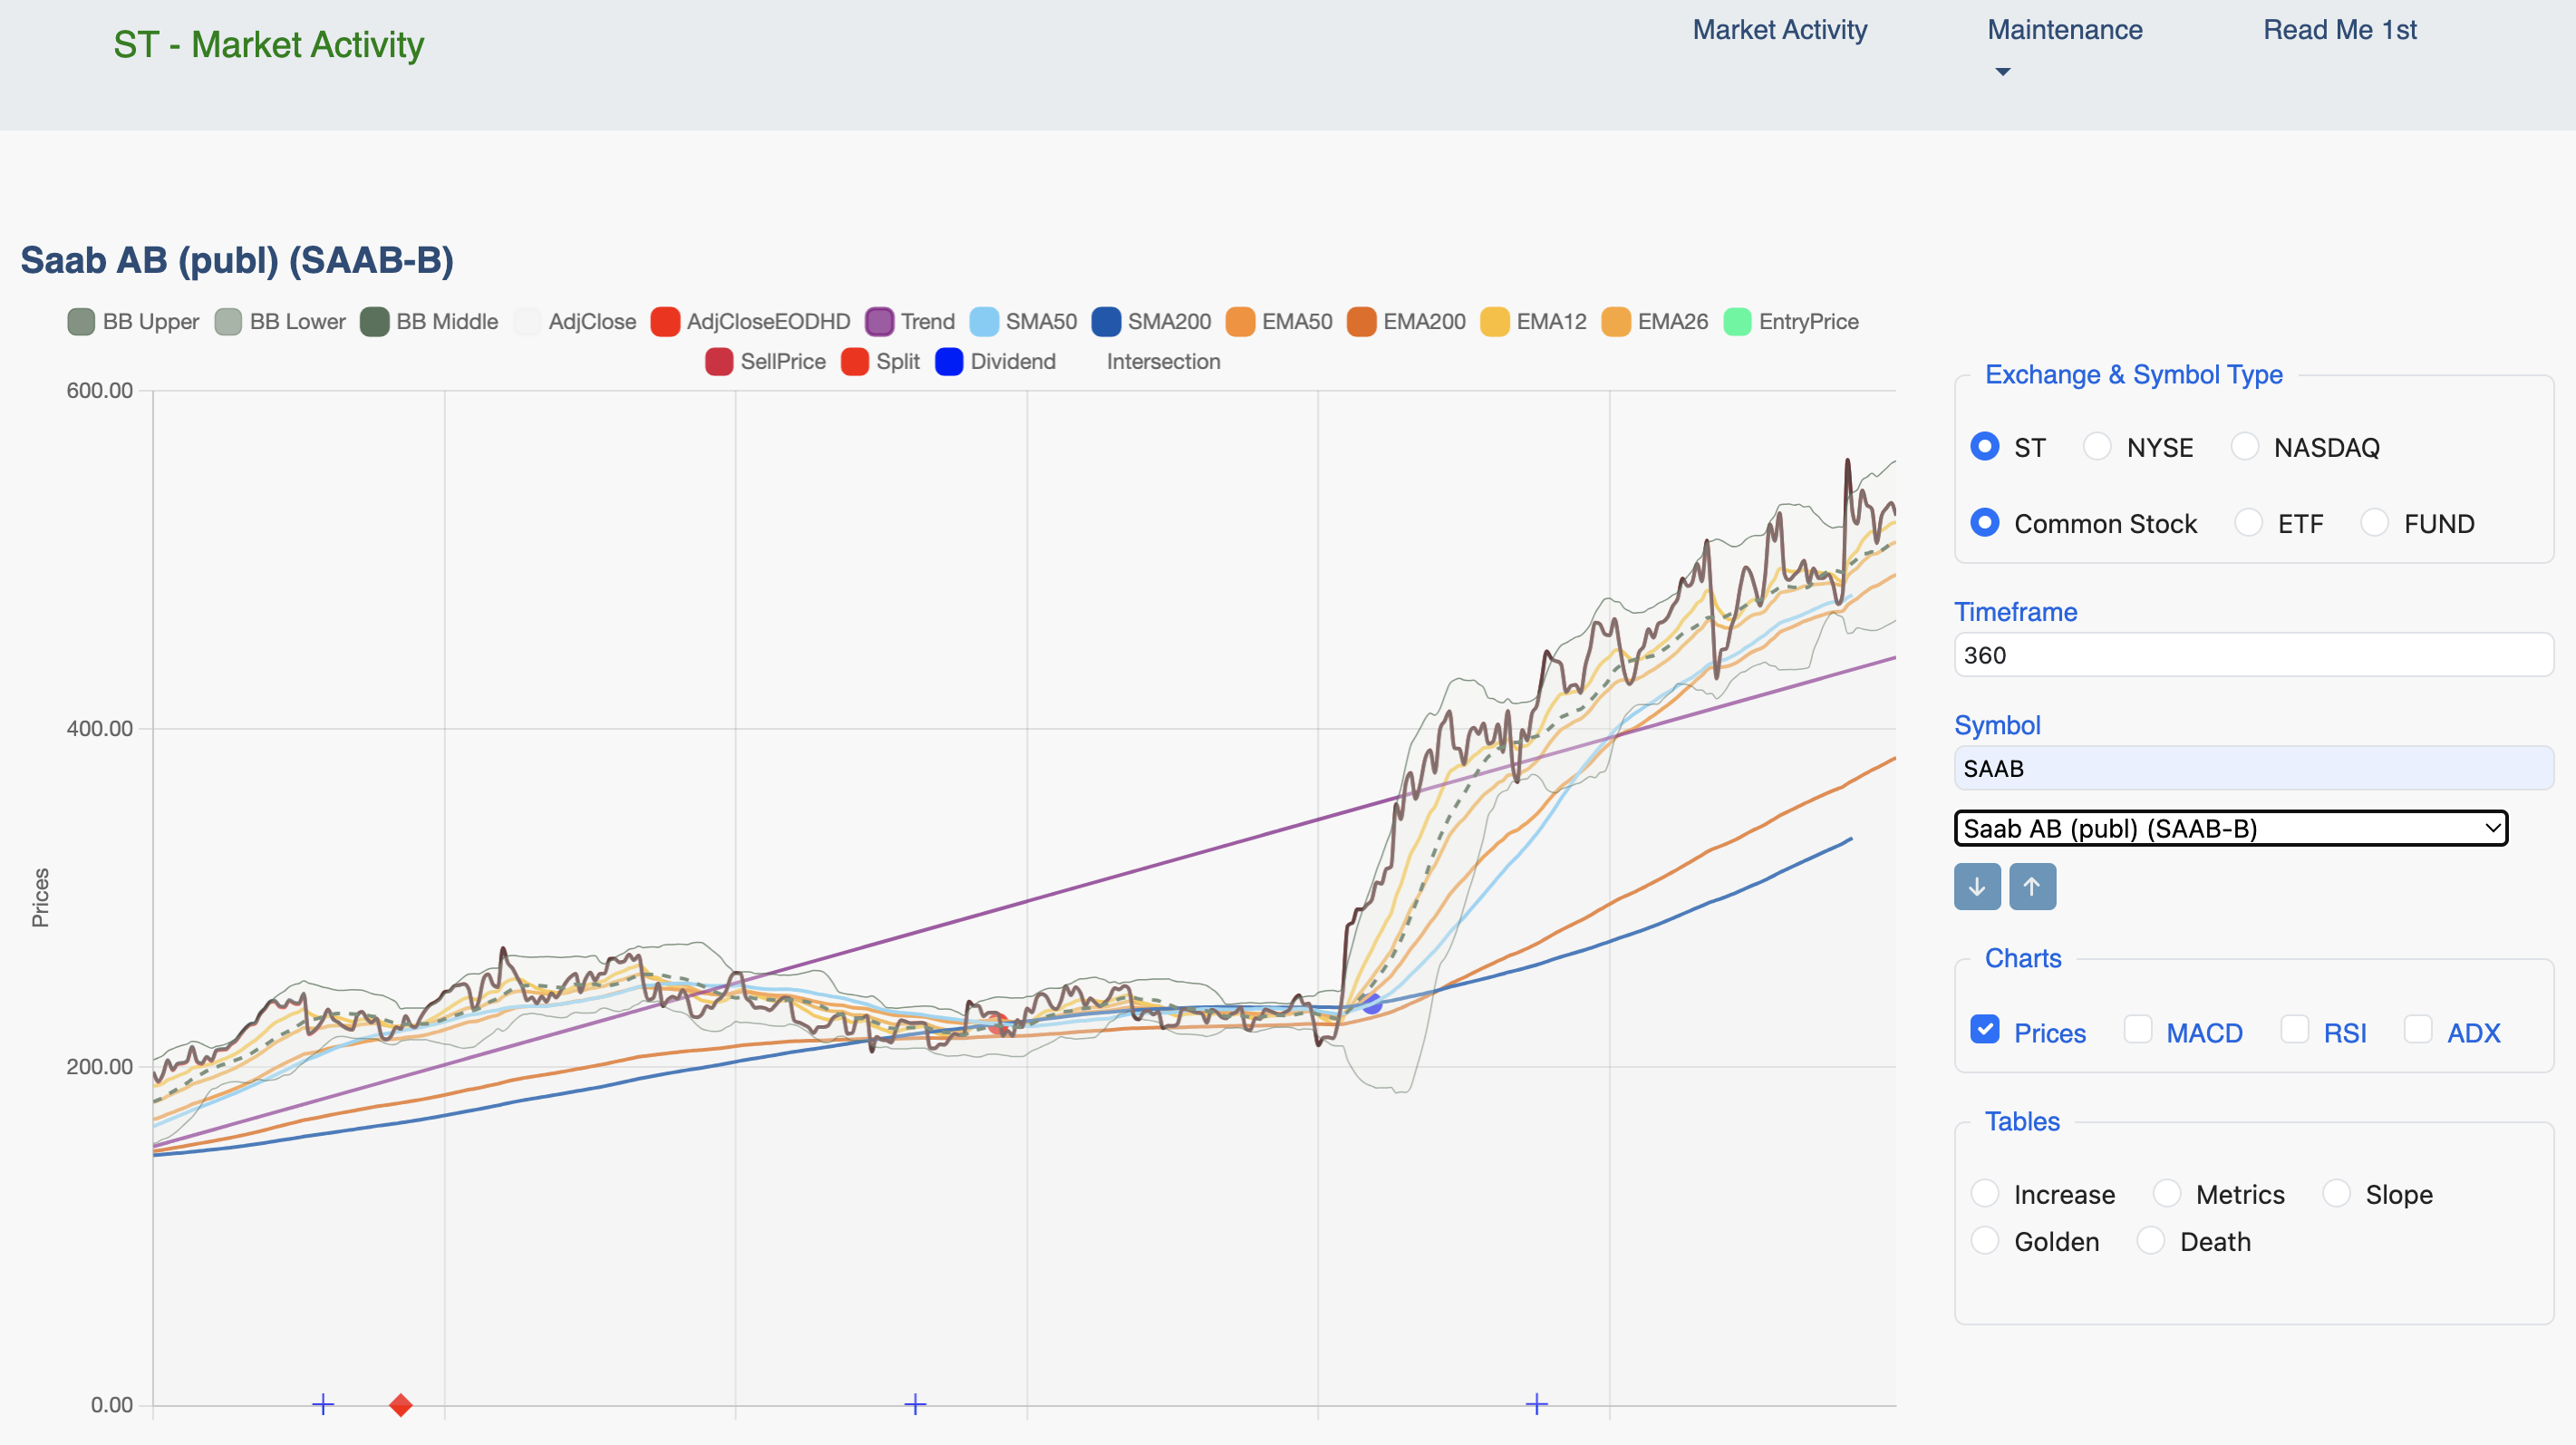 ST - Market Activity
Market Activity
Maintenance
Read Me 1st
Saab AB (publ) (SAAB-B)
BB Upper BB Lower BB Middle AdjClose AdjCloseEODHD Trend SMA50 SMA200 EMA50 EMA200 EMA12 EMA26 EntryPrice
SellPrice Split Dividend Intersection
600.00
400.00
200.00
0.00
Prices
Exchange & Symbol Type
ST NYSE NASDAQ
Common Stock ETF FUND
Timeframe
360
Symbol
SAAB
Saab AB (publ) (SAAB-B)
Charts
Prices MACD RSI ADX
Tables
Increase Metrics Slope
Golden Death